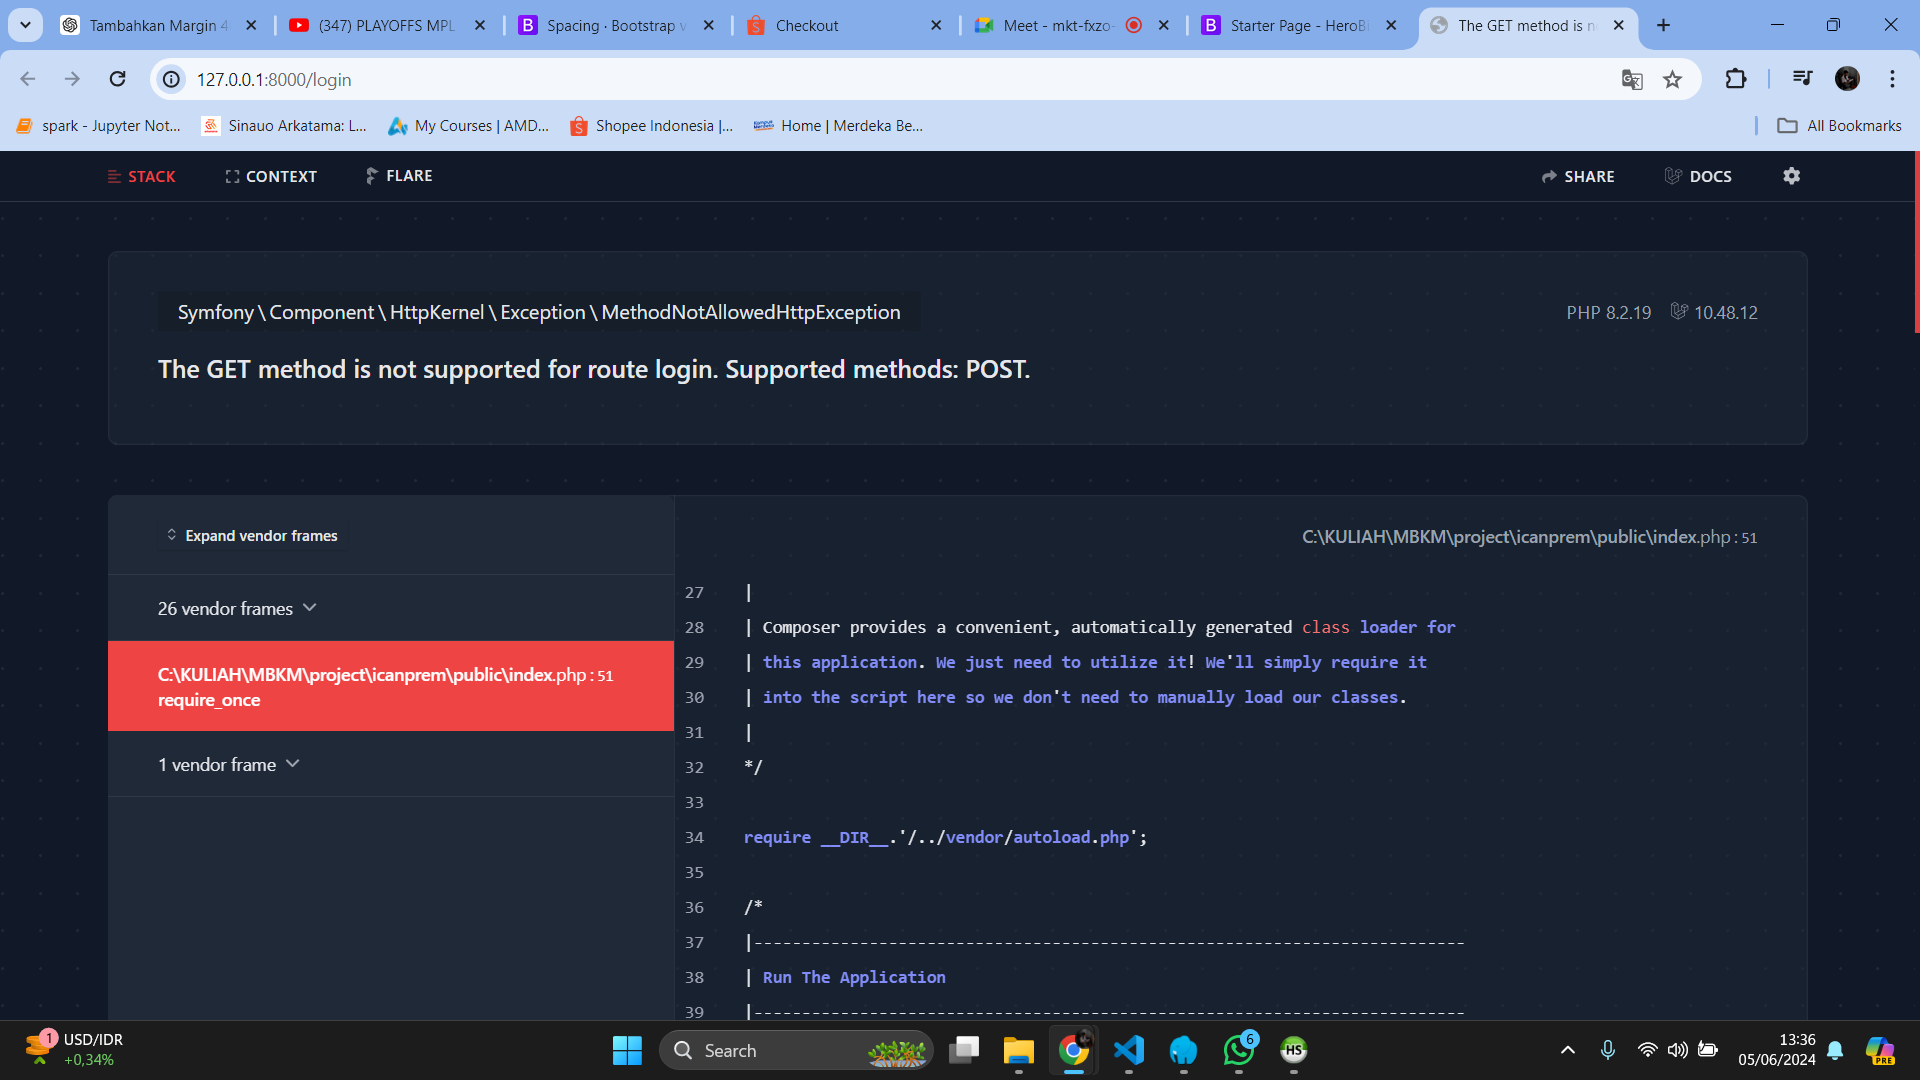 Tambahkan Margin 4
(347) PLAYOFFS MPL
Spacing · Bootstrap v
Checkout
Meet - mkt-fxzo-
Starter Page - HeroBi
The GET method is n
127.0.0.1:8000/login
spark - Jupyter Not...
Sinauo Arkatama: L...
My Courses | AMD...
Shopee Indonesia |...
Home | Merdeka Be...
All Bookmarks
STACK
CONTEXT
FLARE
SHARE
DOCS
Symfony\Component\HttpKernel\Exception\MethodNotAllowedHttpException
PHP 8.2.19
10.48.12
The GET method is not supported for route login. Supported methods: POST.
Expand vendor frames
C:\KULIAH\MBKM\project\icanprem\public\index.php:51
26 vendor frames
C:\KULIAH\MBKM\project\icanprem\public\index.php:51
require_once
1 vendor frame
27 |
28 | Composer provides a convenient, automatically generated class loader for
29 | this application. We just need to utilize it! We'll simply require it
30 | into the script here so we don't need to manually load our classes.
31 |
32 */
33
34 require __DIR__.'/../vendor/autoload.php';
35
36 /*
37 |--------------------------------------------------------------------------
38 | Run The Application
39 |--------------------------------------------------------------------------
1
USD/IDR
+0,34%
Search
6
HS
PRE
13:36
05/06/2024